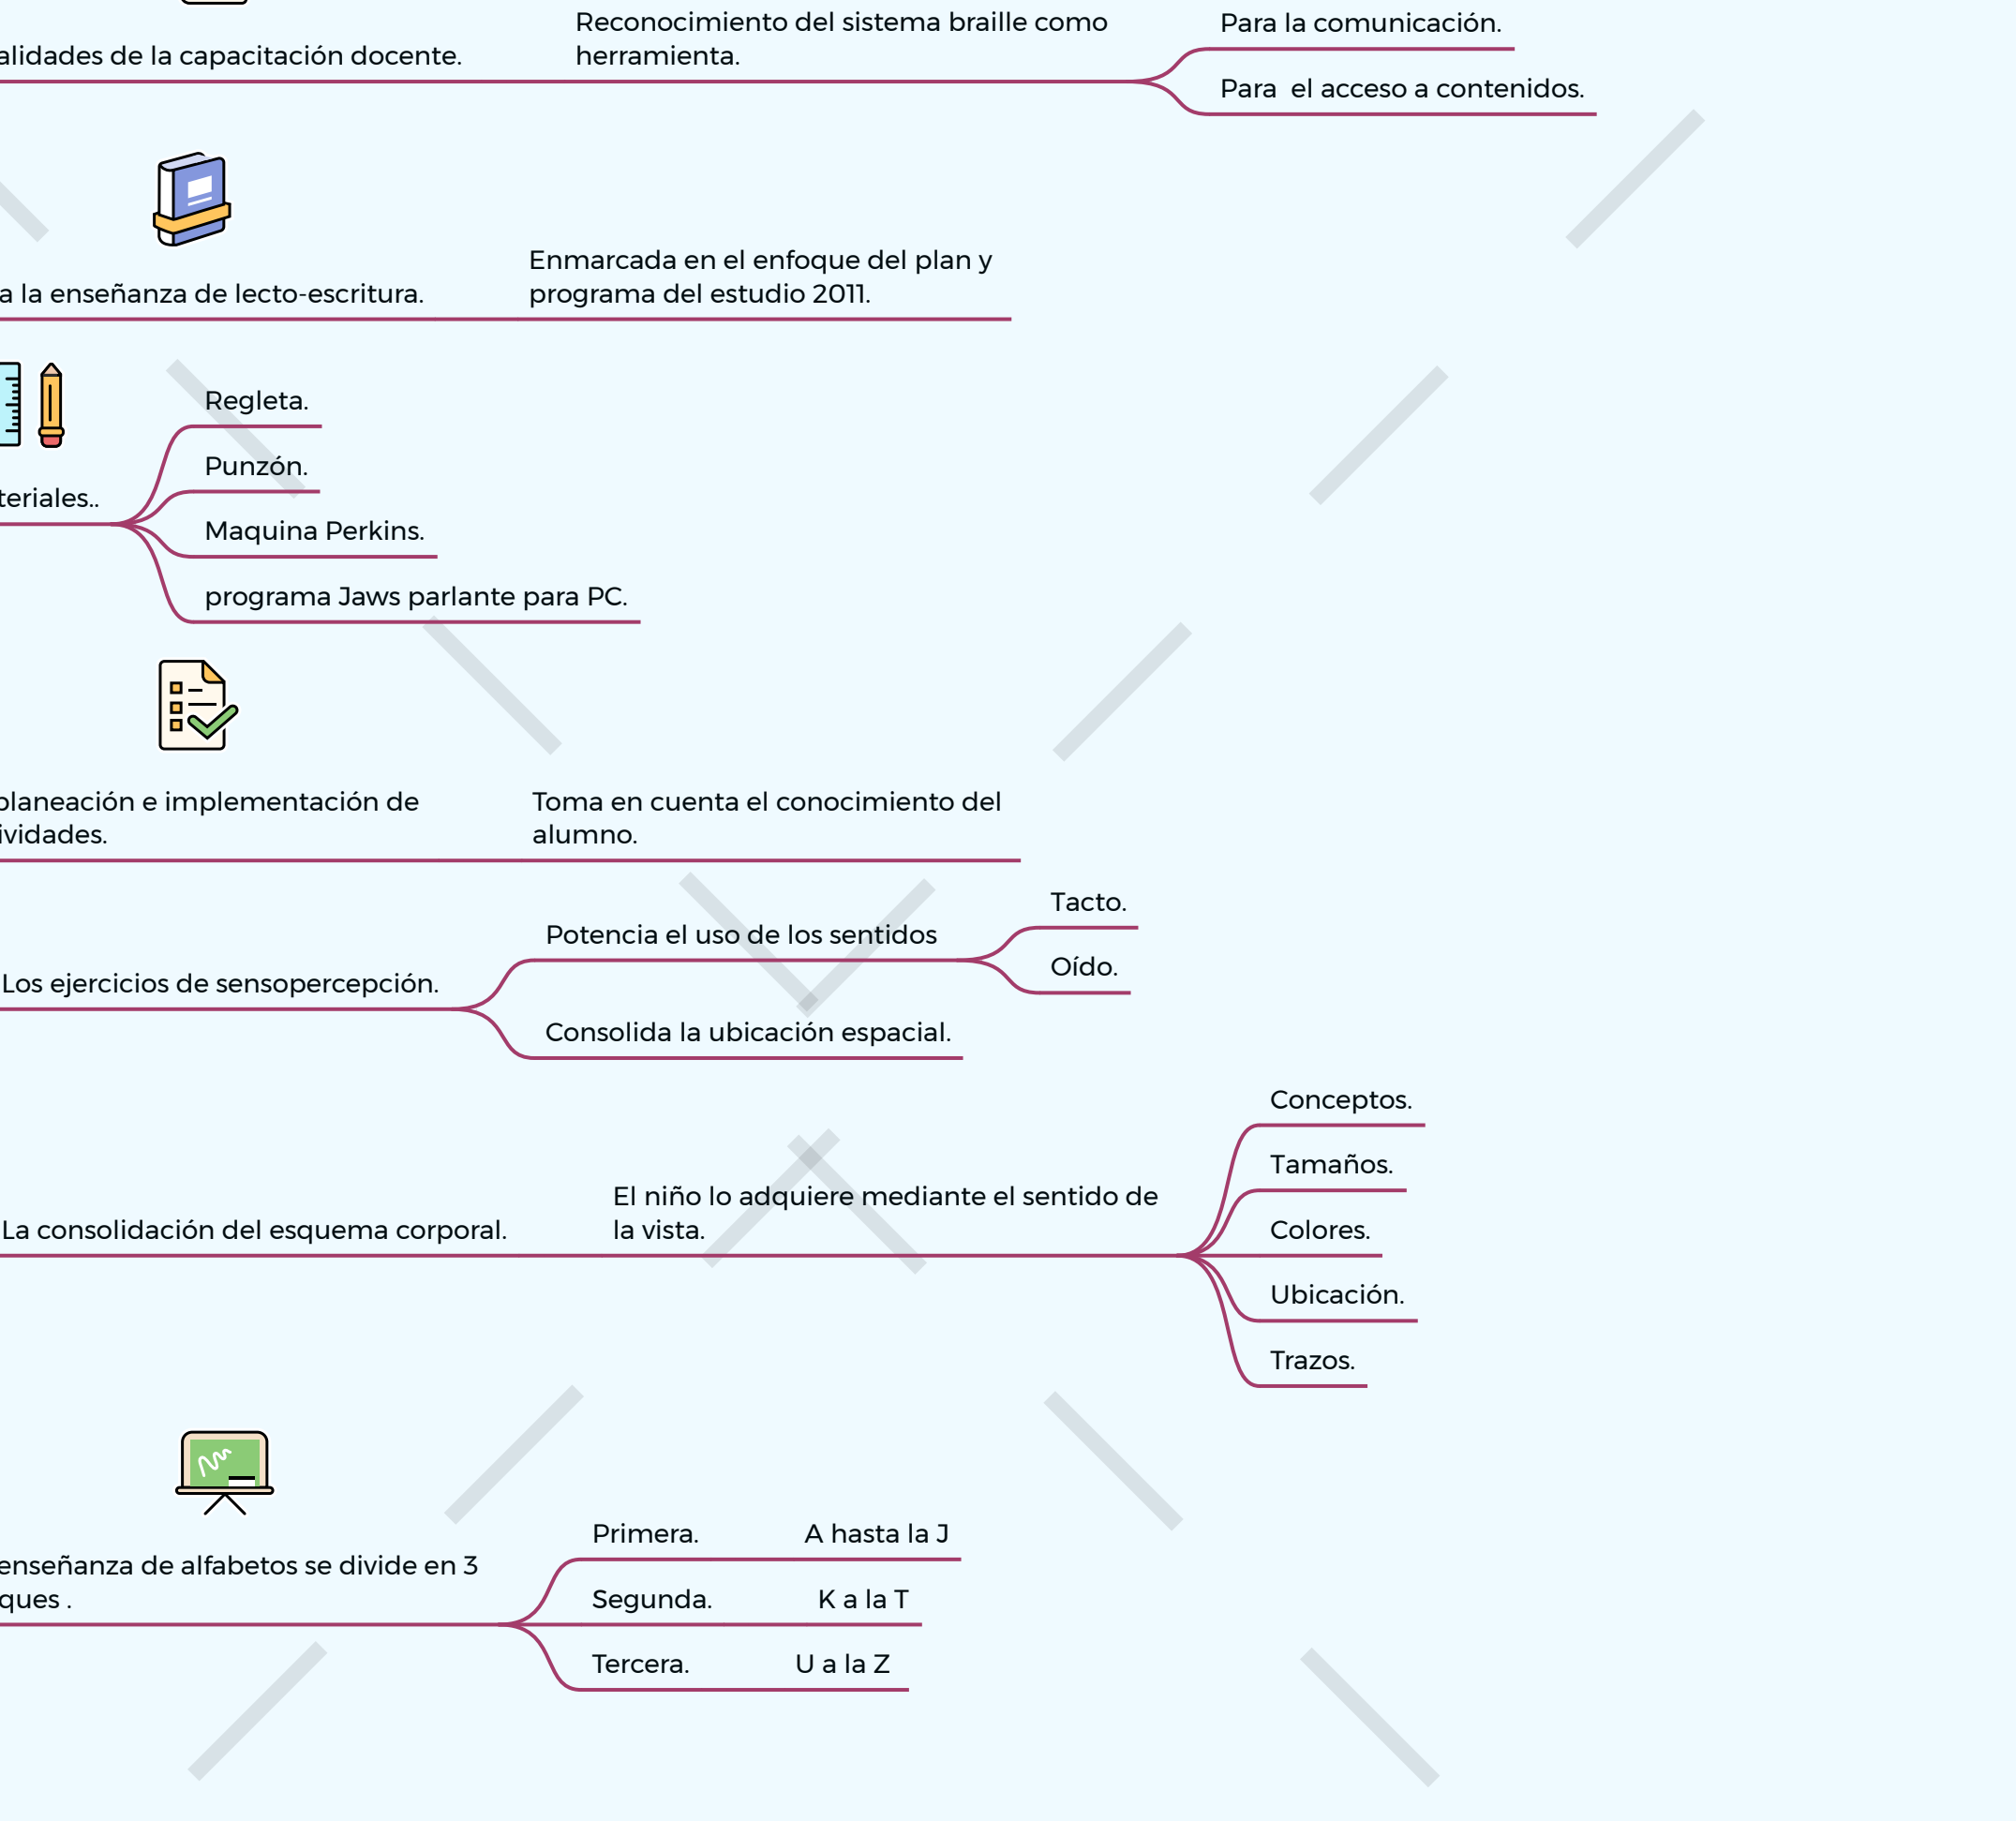 Reconocimiento del sistema braille como
herramienta.
Para la comunicación.
Para  el acceso a contenidos.
de la capacitación docente.
Enmarcada en el enfoque del plan y
programa del estudio 2011.
a la enseñanza de lecto-escritura.
Regleta.
Punzón.
Maquina Perkins.
programa Jaws parlante para PC.
planeación e implementación de
Toma en cuenta el conocimiento del
alumno.
Los ejercicios de sensopercepción.
Potencia el uso de los sentidos
Tacto.
Oído.
Consolida la ubicación espacial.
La consolidación del esquema corporal.
El niño lo adquiere mediante el sentido de
la vista.
Conceptos.
Tamaños.
Colores.
Ubicación.
Trazos.
enseñanza de alfabetos se divide en 3
Primera. A hasta la J
Segunda. K a la T
Tercera. U a la Z